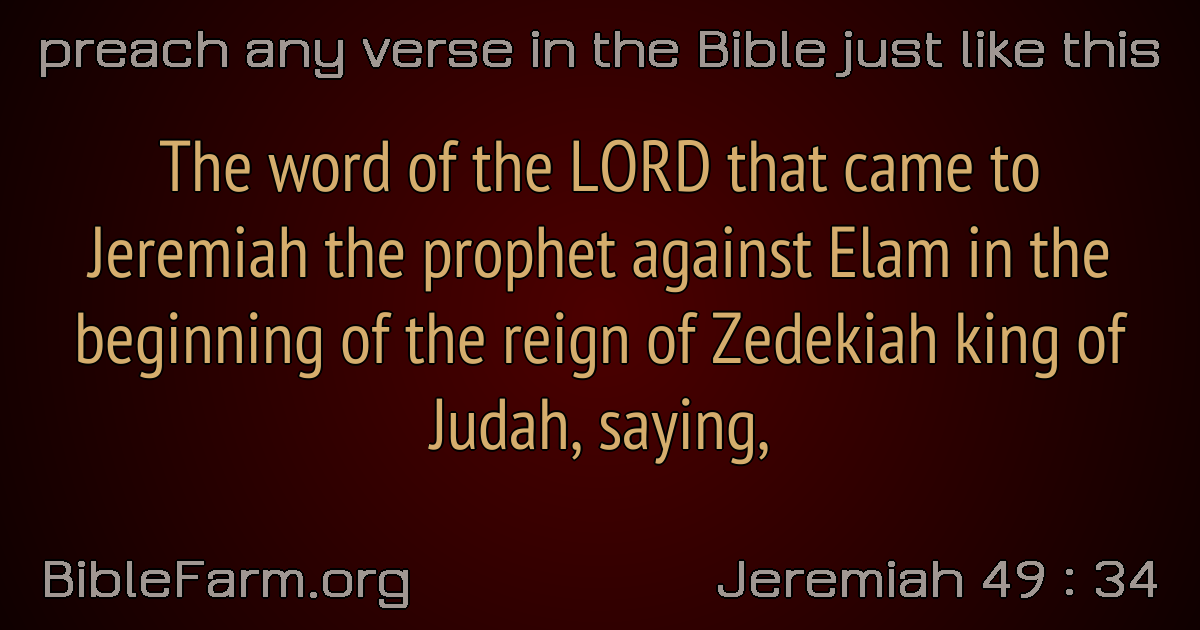 preach any verse in the Bible just like this
The word of the LORD that came to
Jeremiah the prophet against Elam in the
beginning of the reign of Zedekiah king of
Judah, saying,
BibleFarm.org
Jeremiah 49 : 34